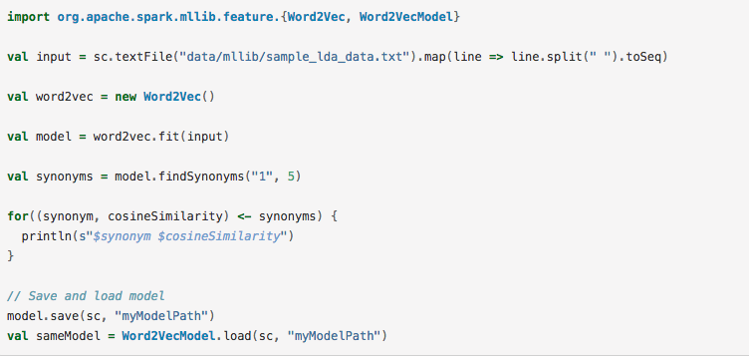 import org.apache.spark.mllib.feature.{Word2Vec, Word2VecModel}
val input = sc.textFile("data/mllib/sample_lda_data.txt").map(line => line.split(" ").toSeq)
val word2vec = new Word2Vec()
val model = word2vec.fit(input)
val synonyms = model.findSynonyms("1", 5)
for((synonym, cosineSimilarity) <- synonyms) {
  println(s"$synonym $cosineSimilarity")
}
// Save and load model
model.save(sc, "myModelPath")
val sameModel = Word2VecModel.load(sc, "myModelPath")